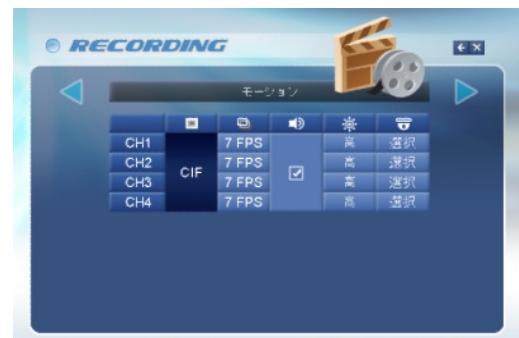 RECORDING
モーション
CH1 CIF 7 FPS 高 選択
CH2 7 FPS 高 選択
CH3 7 FPS 高 選択
CH4 7 FPS 高 選択